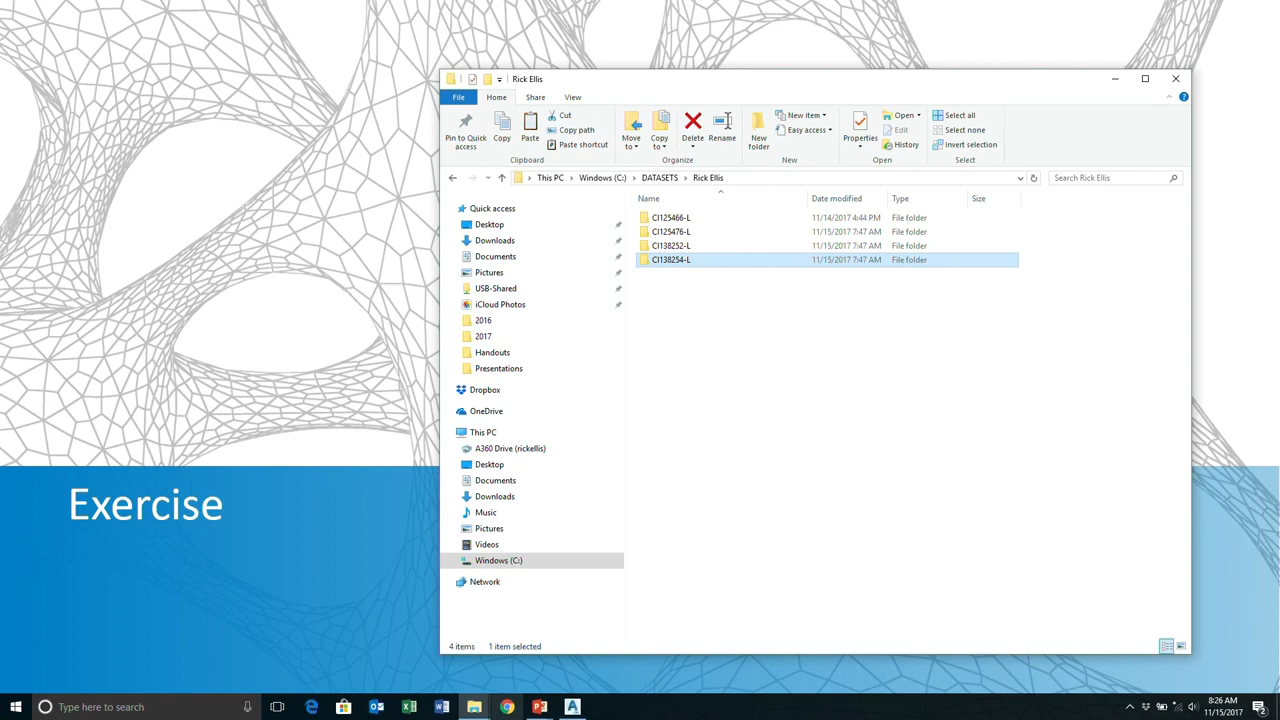 Rick Ellis
File
Home
Share
View
Pin to Quick access
Copy
Paste
Cut
Copy path
Paste shortcut
Clipboard
Move to
Copy to
Delete
Rename
Organize
New folder
New item
Easy access
New
Properties
Open
Edit
History
Open
Select all
Select none
Invert selection
Select
This PC
Windows (C:)
DATASETS
Rick Ellis
Search Rick Ellis
Name
Date modified
Type
Size
CI125466-L 11/14/2017 4:44 PM File folder
CI125476-L 11/15/2017 7:47 AM File folder
CI138252-L 11/15/2017 7:47 AM File folder
CI138254-L 11/15/2017 7:47 AM File folder
Quick access
Desktop
Downloads
Documents
Pictures
USB-Shared
iCloud Photos
2016
2017
Handouts
Presentations
Dropbox
OneDrive
This PC
A360 Drive (rickellis)
Desktop
Documents
Downloads
Music
Pictures
Videos
Windows (C:)
Network
4 items
1 item selected
Exercise
Type here to search
8:26 AM
11/15/2017
2